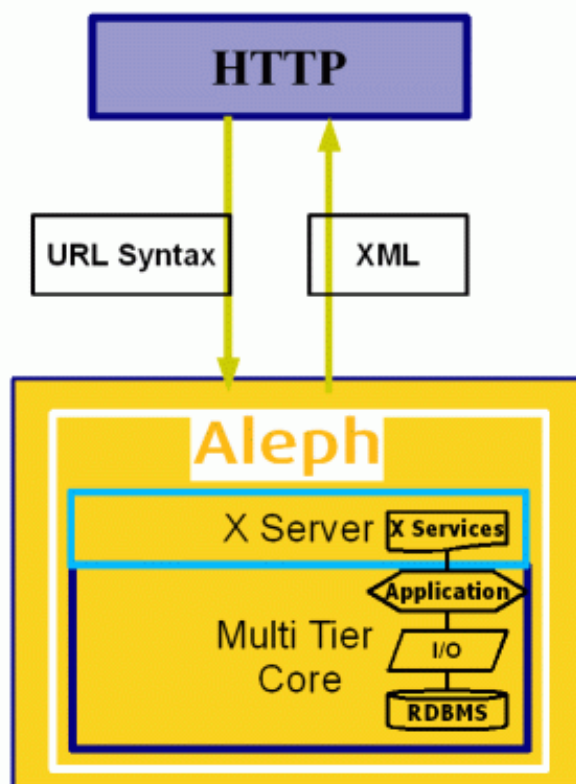 HTTP
URL Syntax
XML
Aleph
X Server
X Services
Application
Multi Tier
Core
I/O
RDBMS